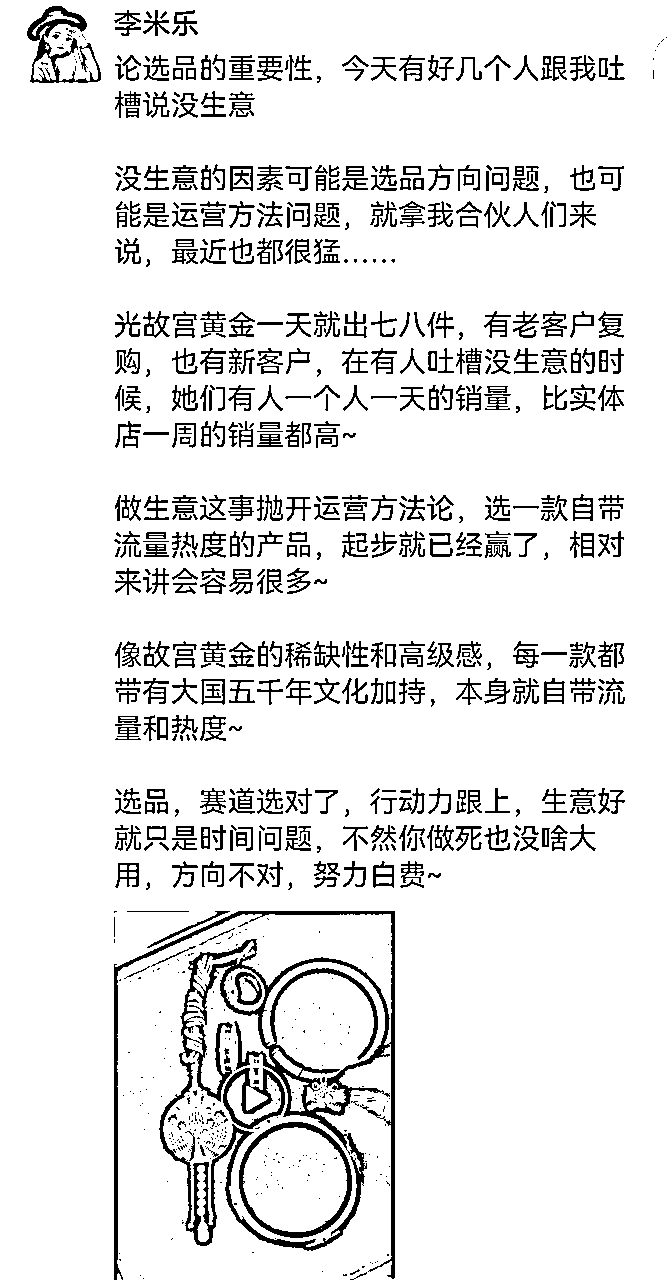 李米乐
论选品的重要性，今天有好几个人跟我吐
槽说没生意
没生意的因素可能是选品方向问题，也可
能是运营方法问题，就拿我合伙人们来
说，最近也都很猛……
光故宫黄金一天就出七八件，有老客户复
购，也有新客户，在有人吐槽没生意的时
候，她们有人一个人一天的销量，比实体
店一周的销量都高~
做生意这事抛开运营方法论，选一款自带
流量热度的产品，起步就已经赢了，相对
来讲会容易很多~
像故宫黄金的稀缺性和高级感，每一款都
带有大国五千年文化加持，本身就自带流
量和热度~
选品，赛道选对了，行动力跟上，生意好
就只是时间问题，不然你做死也没啥大
用，方向不对，努力白费~